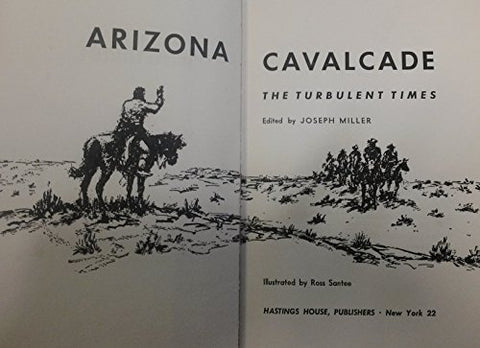 ARIZONA CAVALCADE
THE TURBULENT TIMES
Edited by JOSEPH MILLER
Illustrated by Ross Santee
HASTINGS HOUSE, PUBLISHERS · New York 22